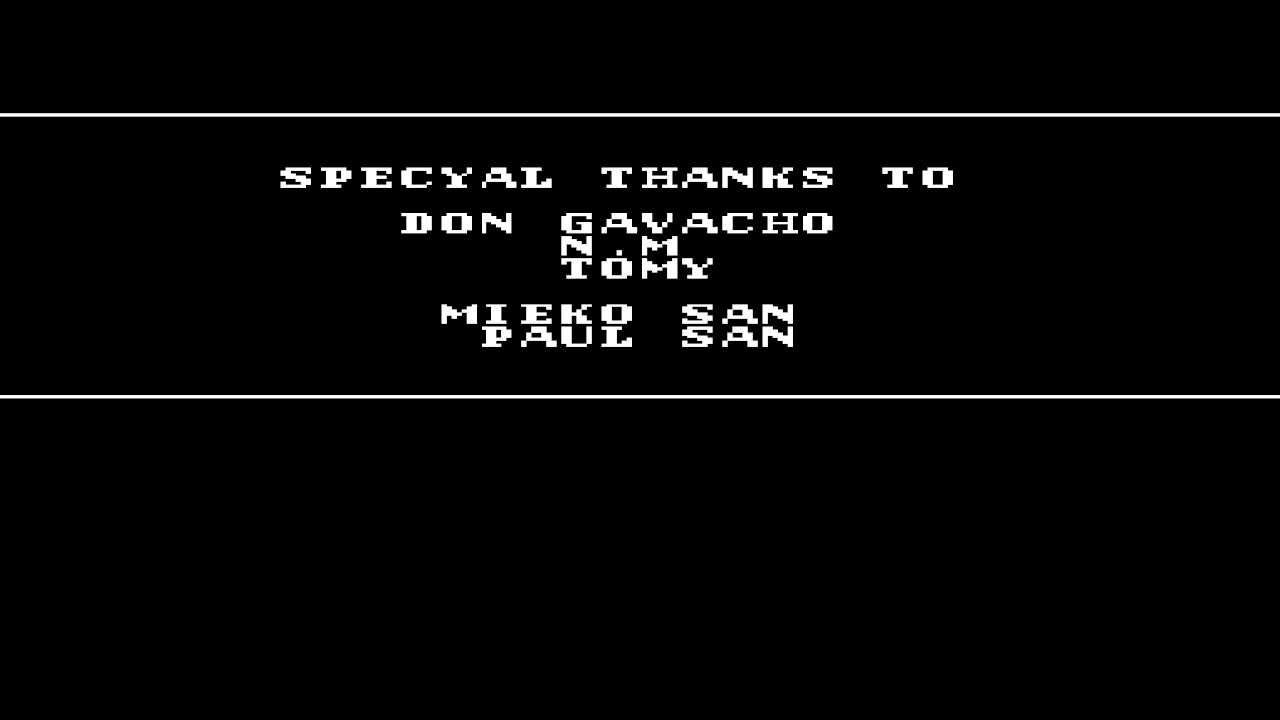 SPECYAL THANKS TO
DON GAVACHO
N.M
TOMY
MIEKO SAN
PAUL SAN